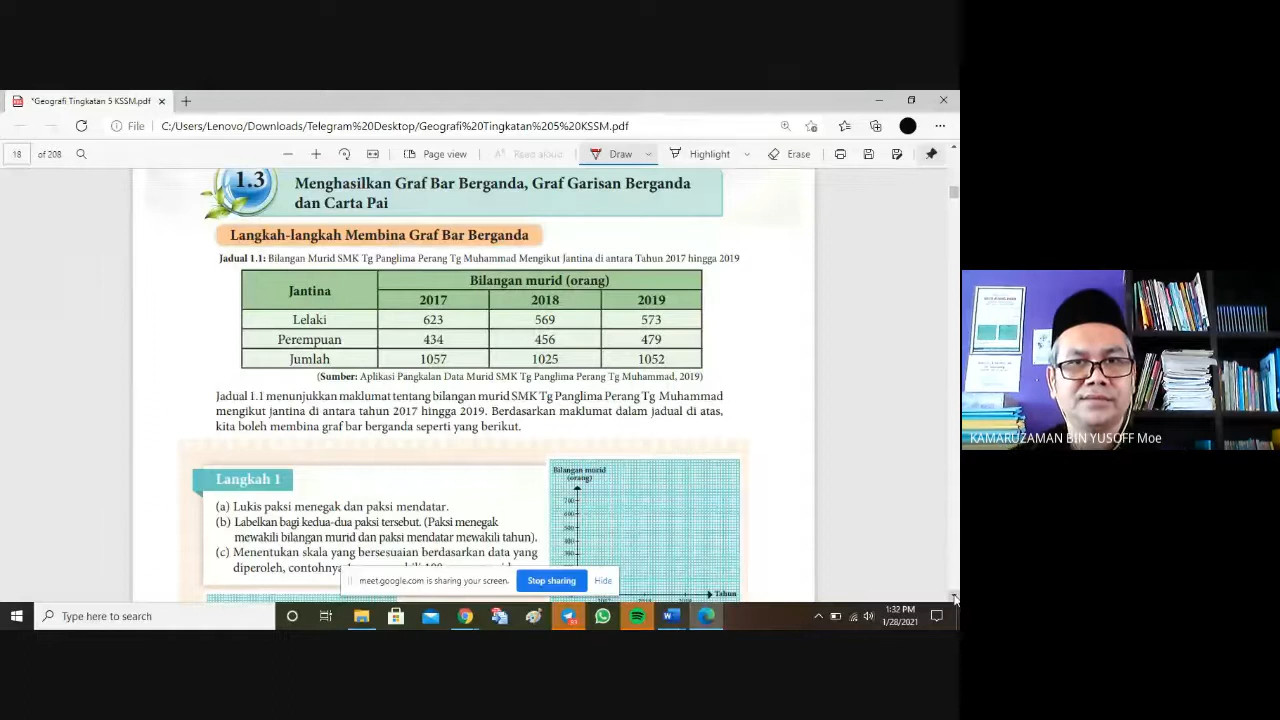 *Geografi Tingkatan 5 KSSM.pdf
File
C:/Users/Lenovo/Downloads/Telegram%20Desktop/Geografi%20Tingkatan%205%20KSSM.pdf
18 of 208
Page view
Read aloud
Draw
Highlight
Erase
1.3
Menghasilkan Graf Bar Berganda, Graf Garisan Berganda
dan Carta Pai
Langkah-langkah Membina Graf Bar Berganda
Jadual 1.1: Bilangan Murid SMK Tg Panglima Perang Tg Muhammad Mengikut Jantina di antara Tahun 2017 hingga 2019
Jantina
Bilangan murid (orang)
2017 2018 2019
Lelaki 623 569 573
Perempuan 434 456 479
Jumlah 1057 1025 1052
(Sumber: Aplikasi Pangkalan Data Murid SMK Tg Panglima Perang Tg Muhammad, 2019)
Jadual 1.1 menunjukkan maklumat tentang bilangan murid SMK Tg Panglima Perang Tg Muhammad
mengikut jantina di antara tahun 2017 hingga 2019. Berdasarkan maklumat dalam jadual di atas,
kita boleh membina graf bar berganda seperti yang berikut.
Langkah 1
(a) Lukis paksi menegak dan paksi mendatar.
(b) Labelkan bagi kedua-dua paksi tersebut. (Paksi menegak
mewakili bilangan murid dan paksi mendatar mewakili tahun).
(c) Menentukan skala yang bersesuaian berdasarkan data yang
diperoleh, contohnya
Bilangan murid
(orang)
700
600
500
400
300
Tahun
2017 2018 2019
meet.google.com is sharing your screen.
Stop sharing
Hide
Type here to search
1:32 PM
1/28/2021
KAMARUZAMAN BIN YUSOFF Moe